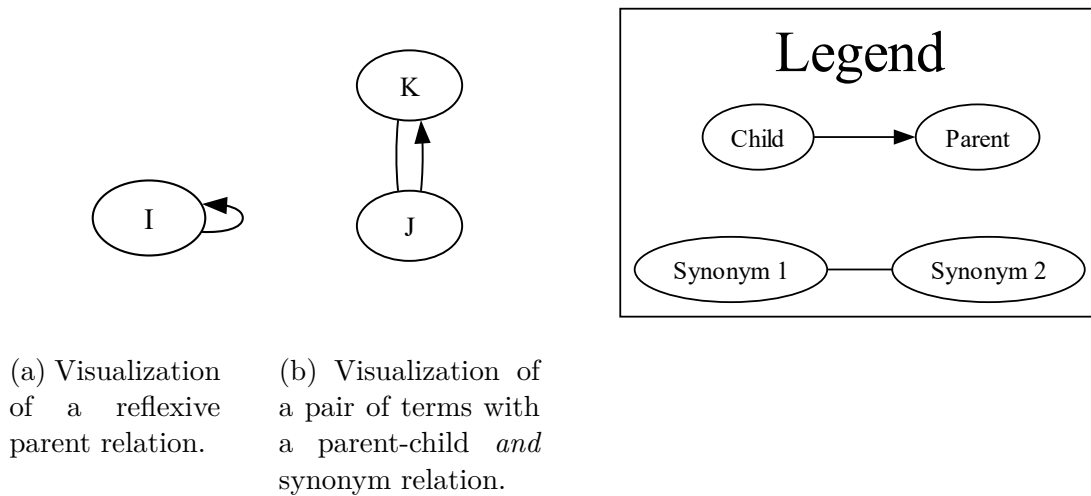 K
I
J
Legend
Child
Parent
Synonym 1
Synonym 2
(a) Visualization
of a reflexive
parent relation.
(b) Visualization of
a pair of terms with
a parent-child and
synonym relation.